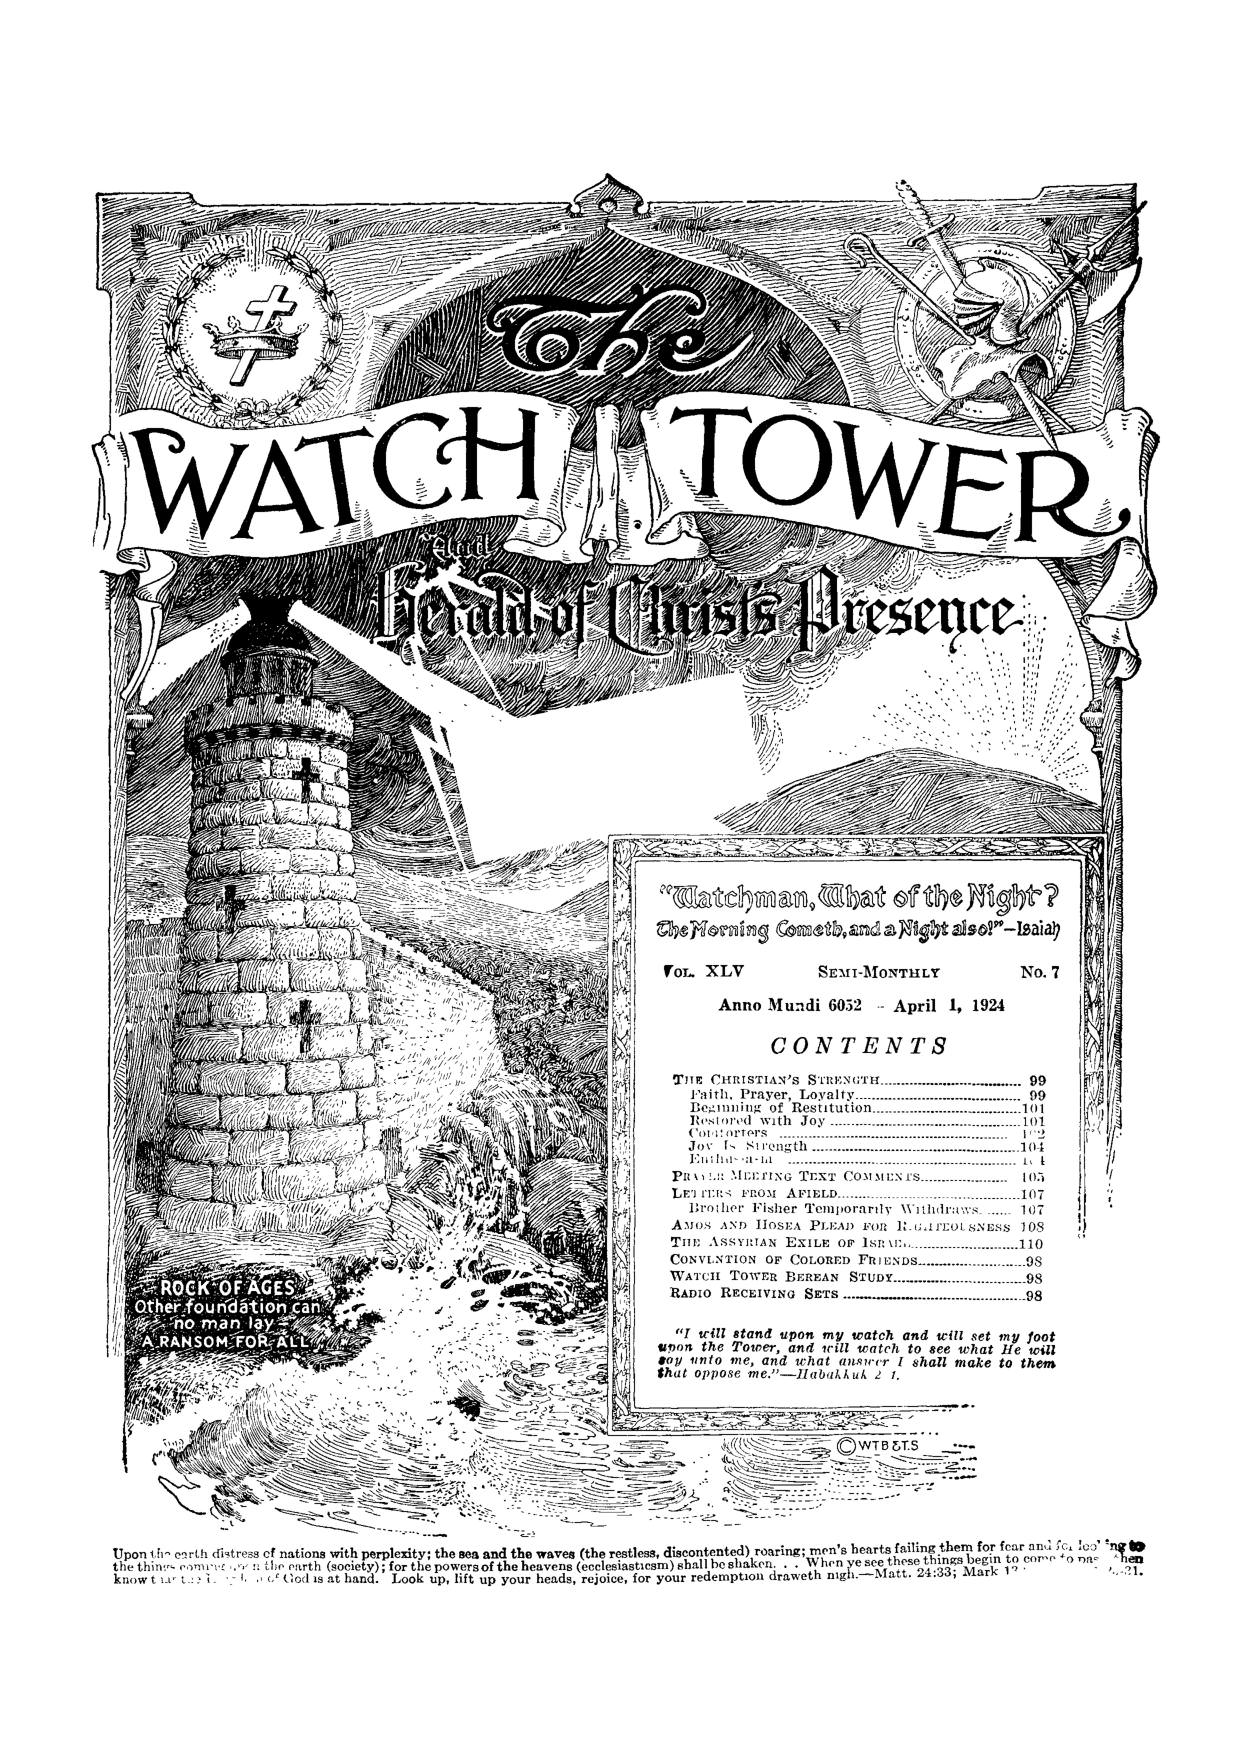 The
WATCH TOWER
And
Herald of Christ's Presence
"Watchman, What of the Night?
The Morning Cometh, and a Night also!"—Isaiah
VOL. XLV SEMI-MONTHLY No. 7
Anno Mundi 6052 - April 1, 1924
CONTENTS
THE CHRISTIAN'S STRENGTH 99
Faith, Prayer, Loyalty 99
Beginning of Restitution 101
Restored with Joy 101
Comforters
Joy Is Strength 104
PRAYER MEETING TEXT COMMENTS 105
LETTERS FROM AFIELD 107
Brother Fisher Temporarily Withdraws 107
AMOS AND HOSEA PLEAD FOR RIGHTEOUSNESS 108
THE ASSYRIAN EXILE OF ISRAEL 110
CONVENTION OF COLORED FRIENDS 98
WATCH TOWER BEREAN STUDY 98
RADIO RECEIVING SETS 98
"I will stand upon my watch and will set my foot
upon the Tower, and will watch to see what He will
say unto me, and what answer I shall make to them
that oppose me."—Habakkuk 2 1.
ROCK OF AGES
Other foundation can
no man lay
A RANSOM FOR ALL
© W T B & T. S
Upon the earth distress of nations with perplexity; the sea and the waves (the restless, discontented) roaring; men's hearts failing them for fear and for to
the things the earth (society); for the powers of the heavens (ecclesiasticsm) shall be shaken. . . When ye see these things begin to come to
know of God is at hand. Look up, lift up your heads, rejoice, for your redemption draweth nigh.—Matt. 24:33; Mark